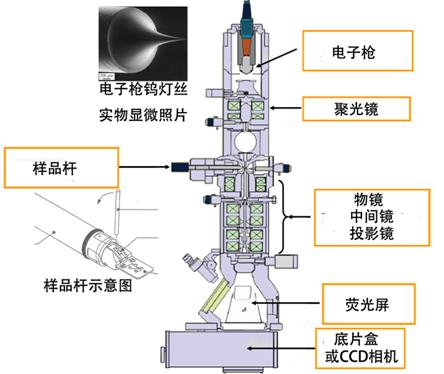 电子枪
电子枪钨灯丝
实物显微照片
聚光镜
样品杆
物镜
中间镜
投影镜
样品杆示意图
荧光屏
底片盒
或CCD相机